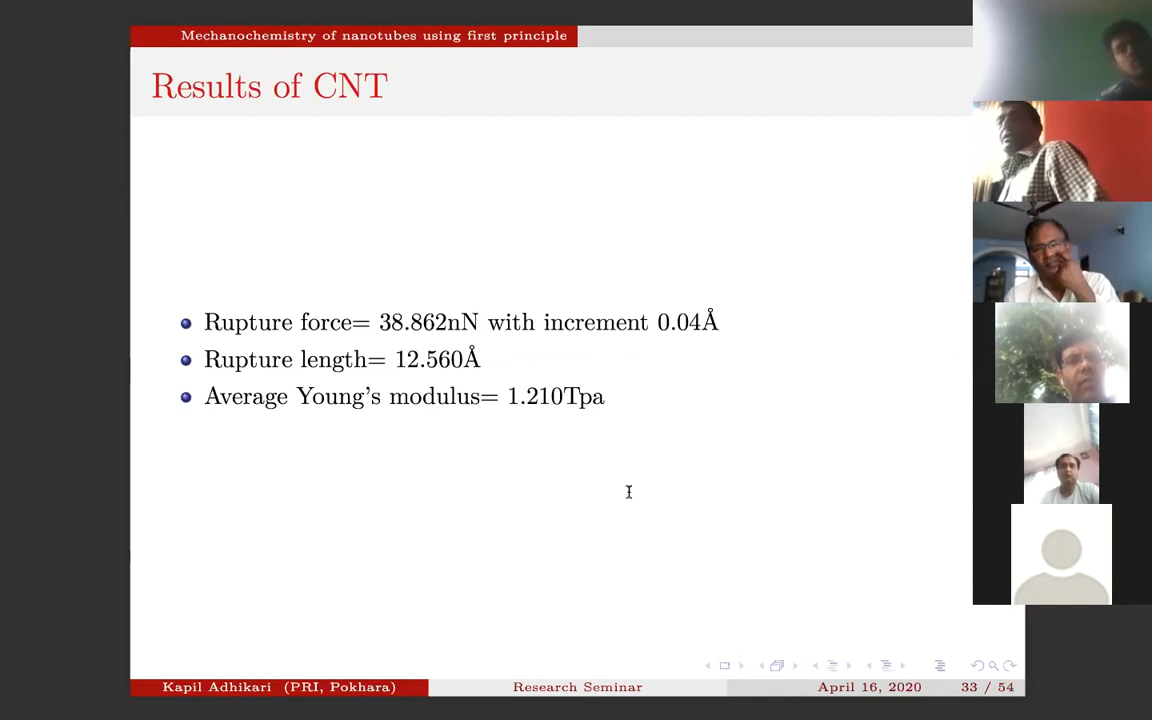 Mechanochemistry of nanotubes using first principle
Results of CNT
Rupture force= 38.862nN with increment 0.04Å
Rupture length= 12.560Å
Average Young's modulus= 1.210Tpa
Kapil Adhikari (PRI, Pokhara) Research Seminar April 16, 2020 33 / 54